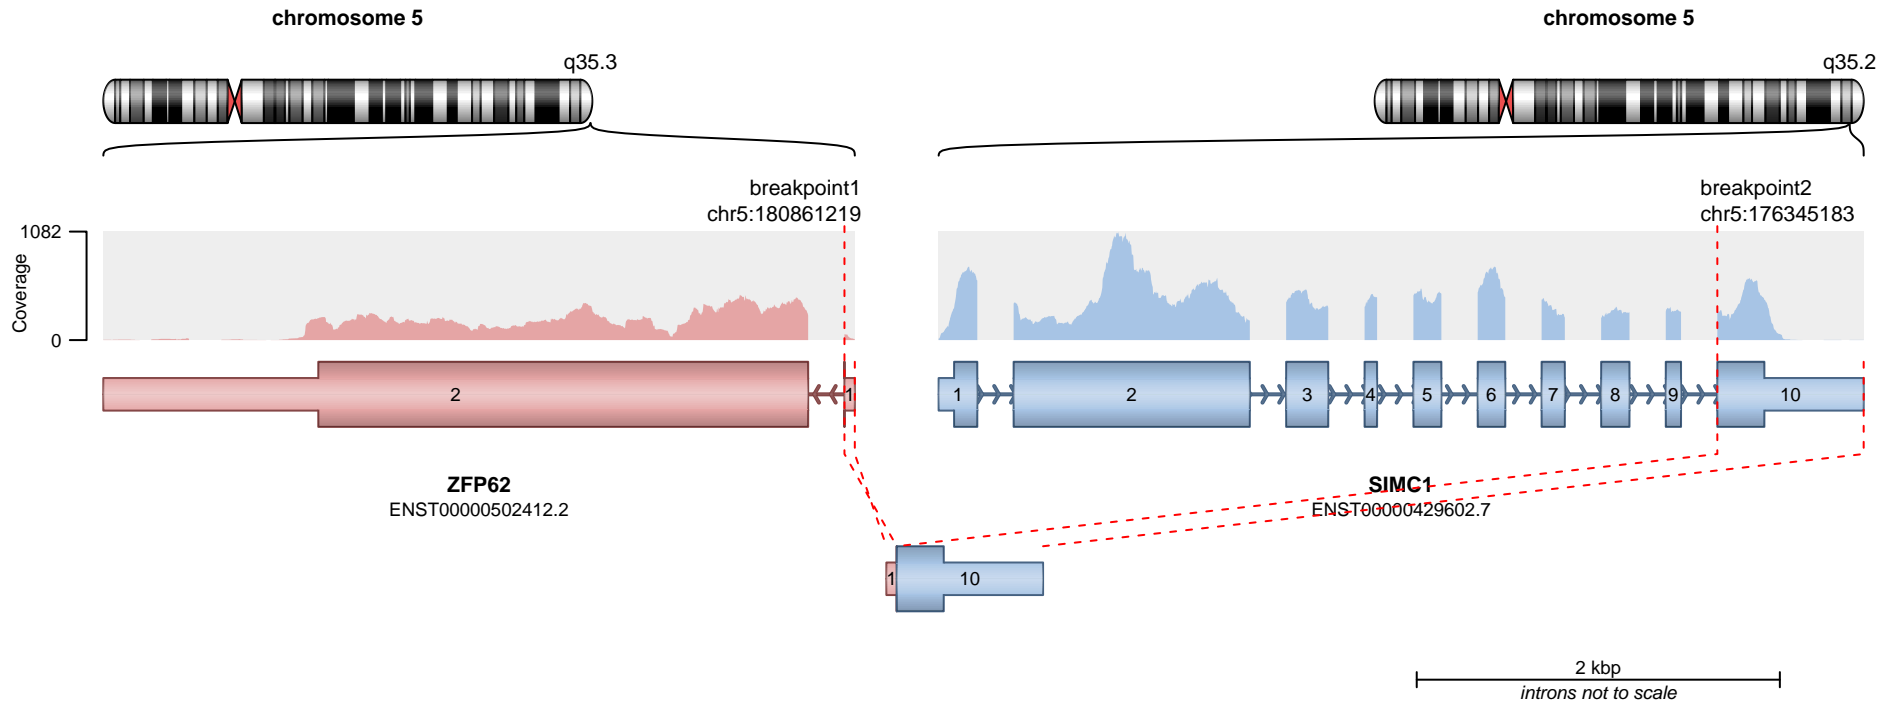 chromosome 5
chromosome 5
q35.3
q35.2
breakpoint1
chr5:180861219
breakpoint2
chr5:176345183
1082
Coverage
0
2
1
1
2
3
4
5
6
7
8
9
10
ZFP62
ENST00000502412.2
SIMC1
ENST00000429602.7
1
10
2 kbp
introns not to scale